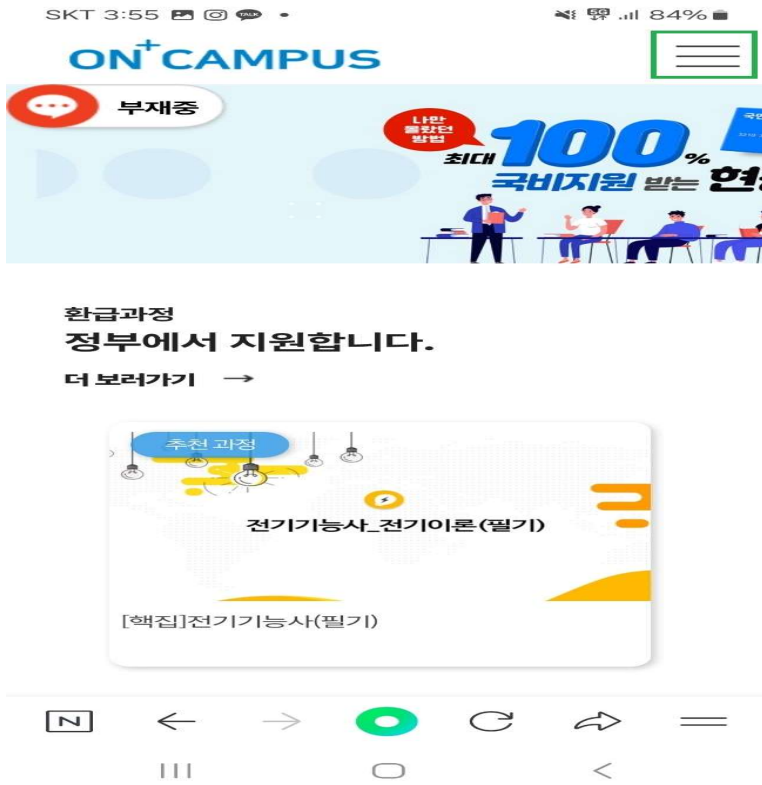 SKT 3:55
84%
ON+CAMPUS
부재중
나만
몰랐던
방법
최대 100%
국비지원 받는
환급과정
정부에서 지원합니다.
더 보러가기 →
추천 과정
전기기능사_전기이론(필기)
[핵집]전기기능사(필기)
N